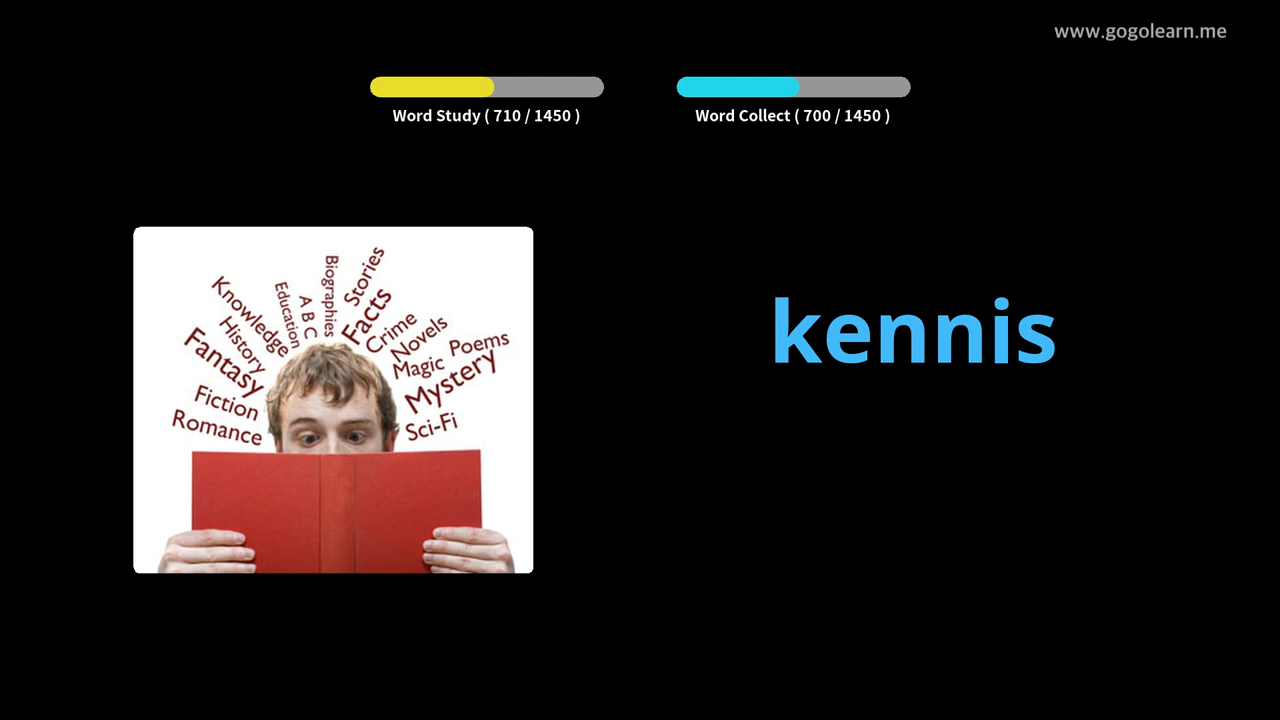 www.gogolearn.me
Word Study ( 710 / 1450 )
Word Collect ( 700 / 1450 )
Romance
Fiction
Fantasy
History
Knowledge
Education
A B C
Biographies
Stories
Facts
Crime
Novels
Magic
Poems
Mystery
Sci-Fi
kennis